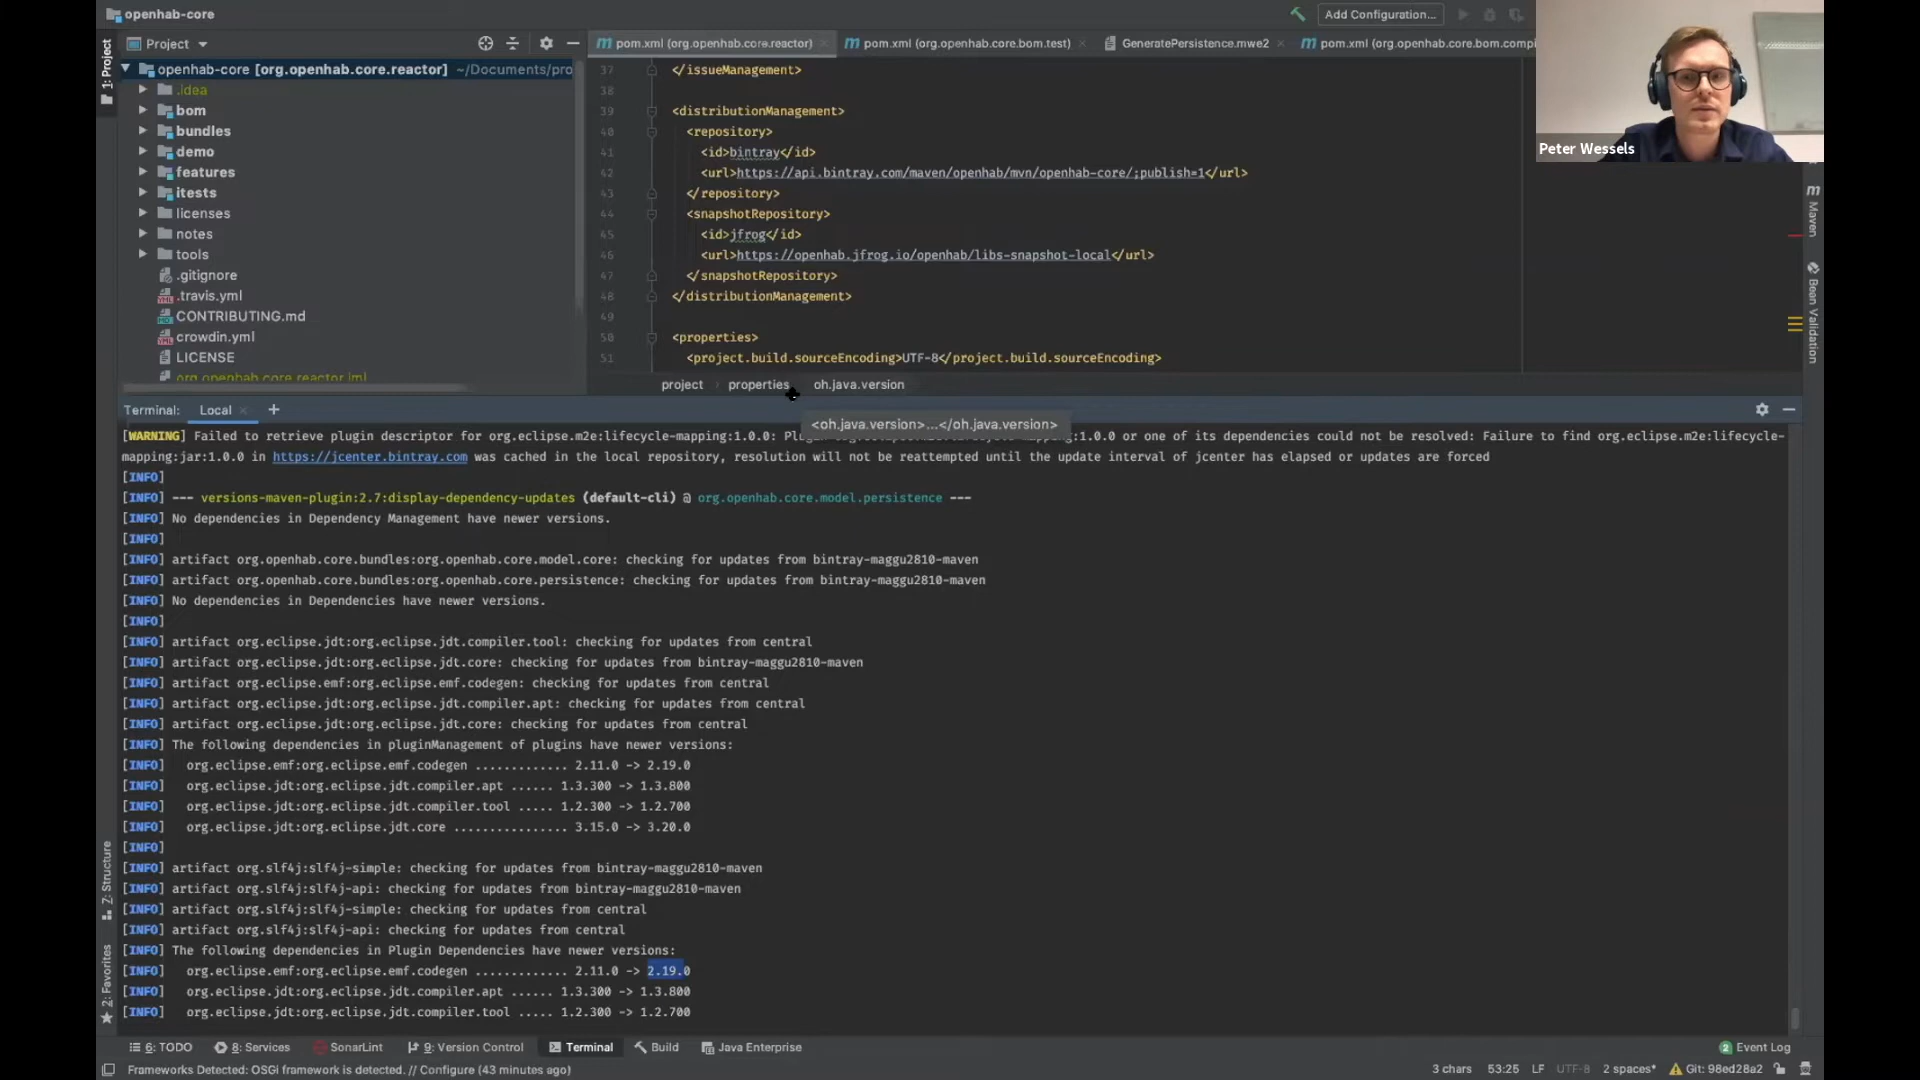 openhab-core
Add Configuration...
Project
pom.xml (org.openhab.core.reactor)
pom.xml (org.openhab.core.bom.test)
GeneratePersistence.mwe2
pom.xml (org.openhab.core.bom.compi
1: Project
openhab-core [org.openhab.core.reactor] ~/Documents/pro
.idea
bom
bundles
demo
features
itests
licenses
notes
tools
.gitignore
.travis.yml
CONTRIBUTING.md
crowdin.yml
LICENSE
org.openhab.core.reactor.iml
37 </issueManagement>
38
39 <distributionManagement>
40 <repository>
41 <id>bintray</id>
42 <url>https://api.bintray.com/maven/openhab/mvn/openhab-core/;publish=1</url>
43 </repository>
44 <snapshotRepository>
45 <id>jfrog</id>
46 <url>https://openhab.jfrog.io/openhab/libs-snapshot-local</url>
47 </snapshotRepository>
48 </distributionManagement>
49
50 <properties>
51 <project.build.sourceEncoding>UTF-8</project.build.sourceEncoding>
project
properties
oh.java.version
<oh.java.version>...</oh.java.version>
Peter Wessels
Maven
Bean Validation
Terminal: Local +
[WARNING] Failed to retrieve plugin descriptor for org.eclipse.m2e:lifecycle-mapping:1.0.0: Plug :1.0.0 or one of its dependencies could not be resolved: Failure to find org.eclipse.m2e:lifecycle-
mapping:jar:1.0.0 in https://jcenter.bintray.com was cached in the local repository, resolution will not be reattempted until the update interval of jcenter has elapsed or updates are forced
[INFO]
[INFO] --- versions-maven-plugin:2.7:display-dependency-updates (default-cli) @ org.openhab.core.model.persistence ---
[INFO] No dependencies in Dependency Management have newer versions.
[INFO]
[INFO] artifact org.openhab.core.bundles:org.openhab.core.model.core: checking for updates from bintray-maggu2810-maven
[INFO] artifact org.openhab.core.bundles:org.openhab.core.persistence: checking for updates from bintray-maggu2810-maven
[INFO] No dependencies in Dependencies have newer versions.
[INFO]
[INFO] artifact org.eclipse.jdt:org.eclipse.jdt.compiler.tool: checking for updates from central
[INFO] artifact org.eclipse.jdt:org.eclipse.jdt.core: checking for updates from bintray-maggu2810-maven
[INFO] artifact org.eclipse.emf:org.eclipse.emf.codegen: checking for updates from central
[INFO] artifact org.eclipse.jdt:org.eclipse.jdt.compiler.apt: checking for updates from central
[INFO] artifact org.eclipse.jdt:org.eclipse.jdt.core: checking for updates from central
[INFO] The following dependencies in pluginManagement of plugins have newer versions:
[INFO] org.eclipse.emf:org.eclipse.emf.codegen ............. 2.11.0 -> 2.19.0
[INFO] org.eclipse.jdt:org.eclipse.jdt.compiler.apt ...... 1.3.300 -> 1.3.800
[INFO] org.eclipse.jdt:org.eclipse.jdt.compiler.tool ..... 1.2.300 -> 1.2.700
[INFO] org.eclipse.jdt:org.eclipse.jdt.core ................ 3.15.0 -> 3.20.0
[INFO]
[INFO] artifact org.slf4j:slf4j-simple: checking for updates from bintray-maggu2810-maven
[INFO] artifact org.slf4j:slf4j-api: checking for updates from bintray-maggu2810-maven
[INFO] artifact org.slf4j:slf4j-simple: checking for updates from central
[INFO] artifact org.slf4j:slf4j-api: checking for updates from central
[INFO] The following dependencies in Plugin Dependencies have newer versions:
[INFO] org.eclipse.emf:org.eclipse.emf.codegen ............. 2.11.0 -> 2.19.0
[INFO] org.eclipse.jdt:org.eclipse.jdt.compiler.apt ...... 1.3.300 -> 1.3.800
[INFO] org.eclipse.jdt:org.eclipse.jdt.compiler.tool ..... 1.2.300 -> 1.2.700
7: Structure
2: Favorites
6: TODO
8: Services
SonarLint
9: Version Control
Terminal
Build
Java Enterprise
2 Event Log
Frameworks Detected: OSGi framework is detected. // Configure (43 minutes ago)
3 chars
53:25
LF
UTF-8
2 spaces*
Git: 98ed28a2